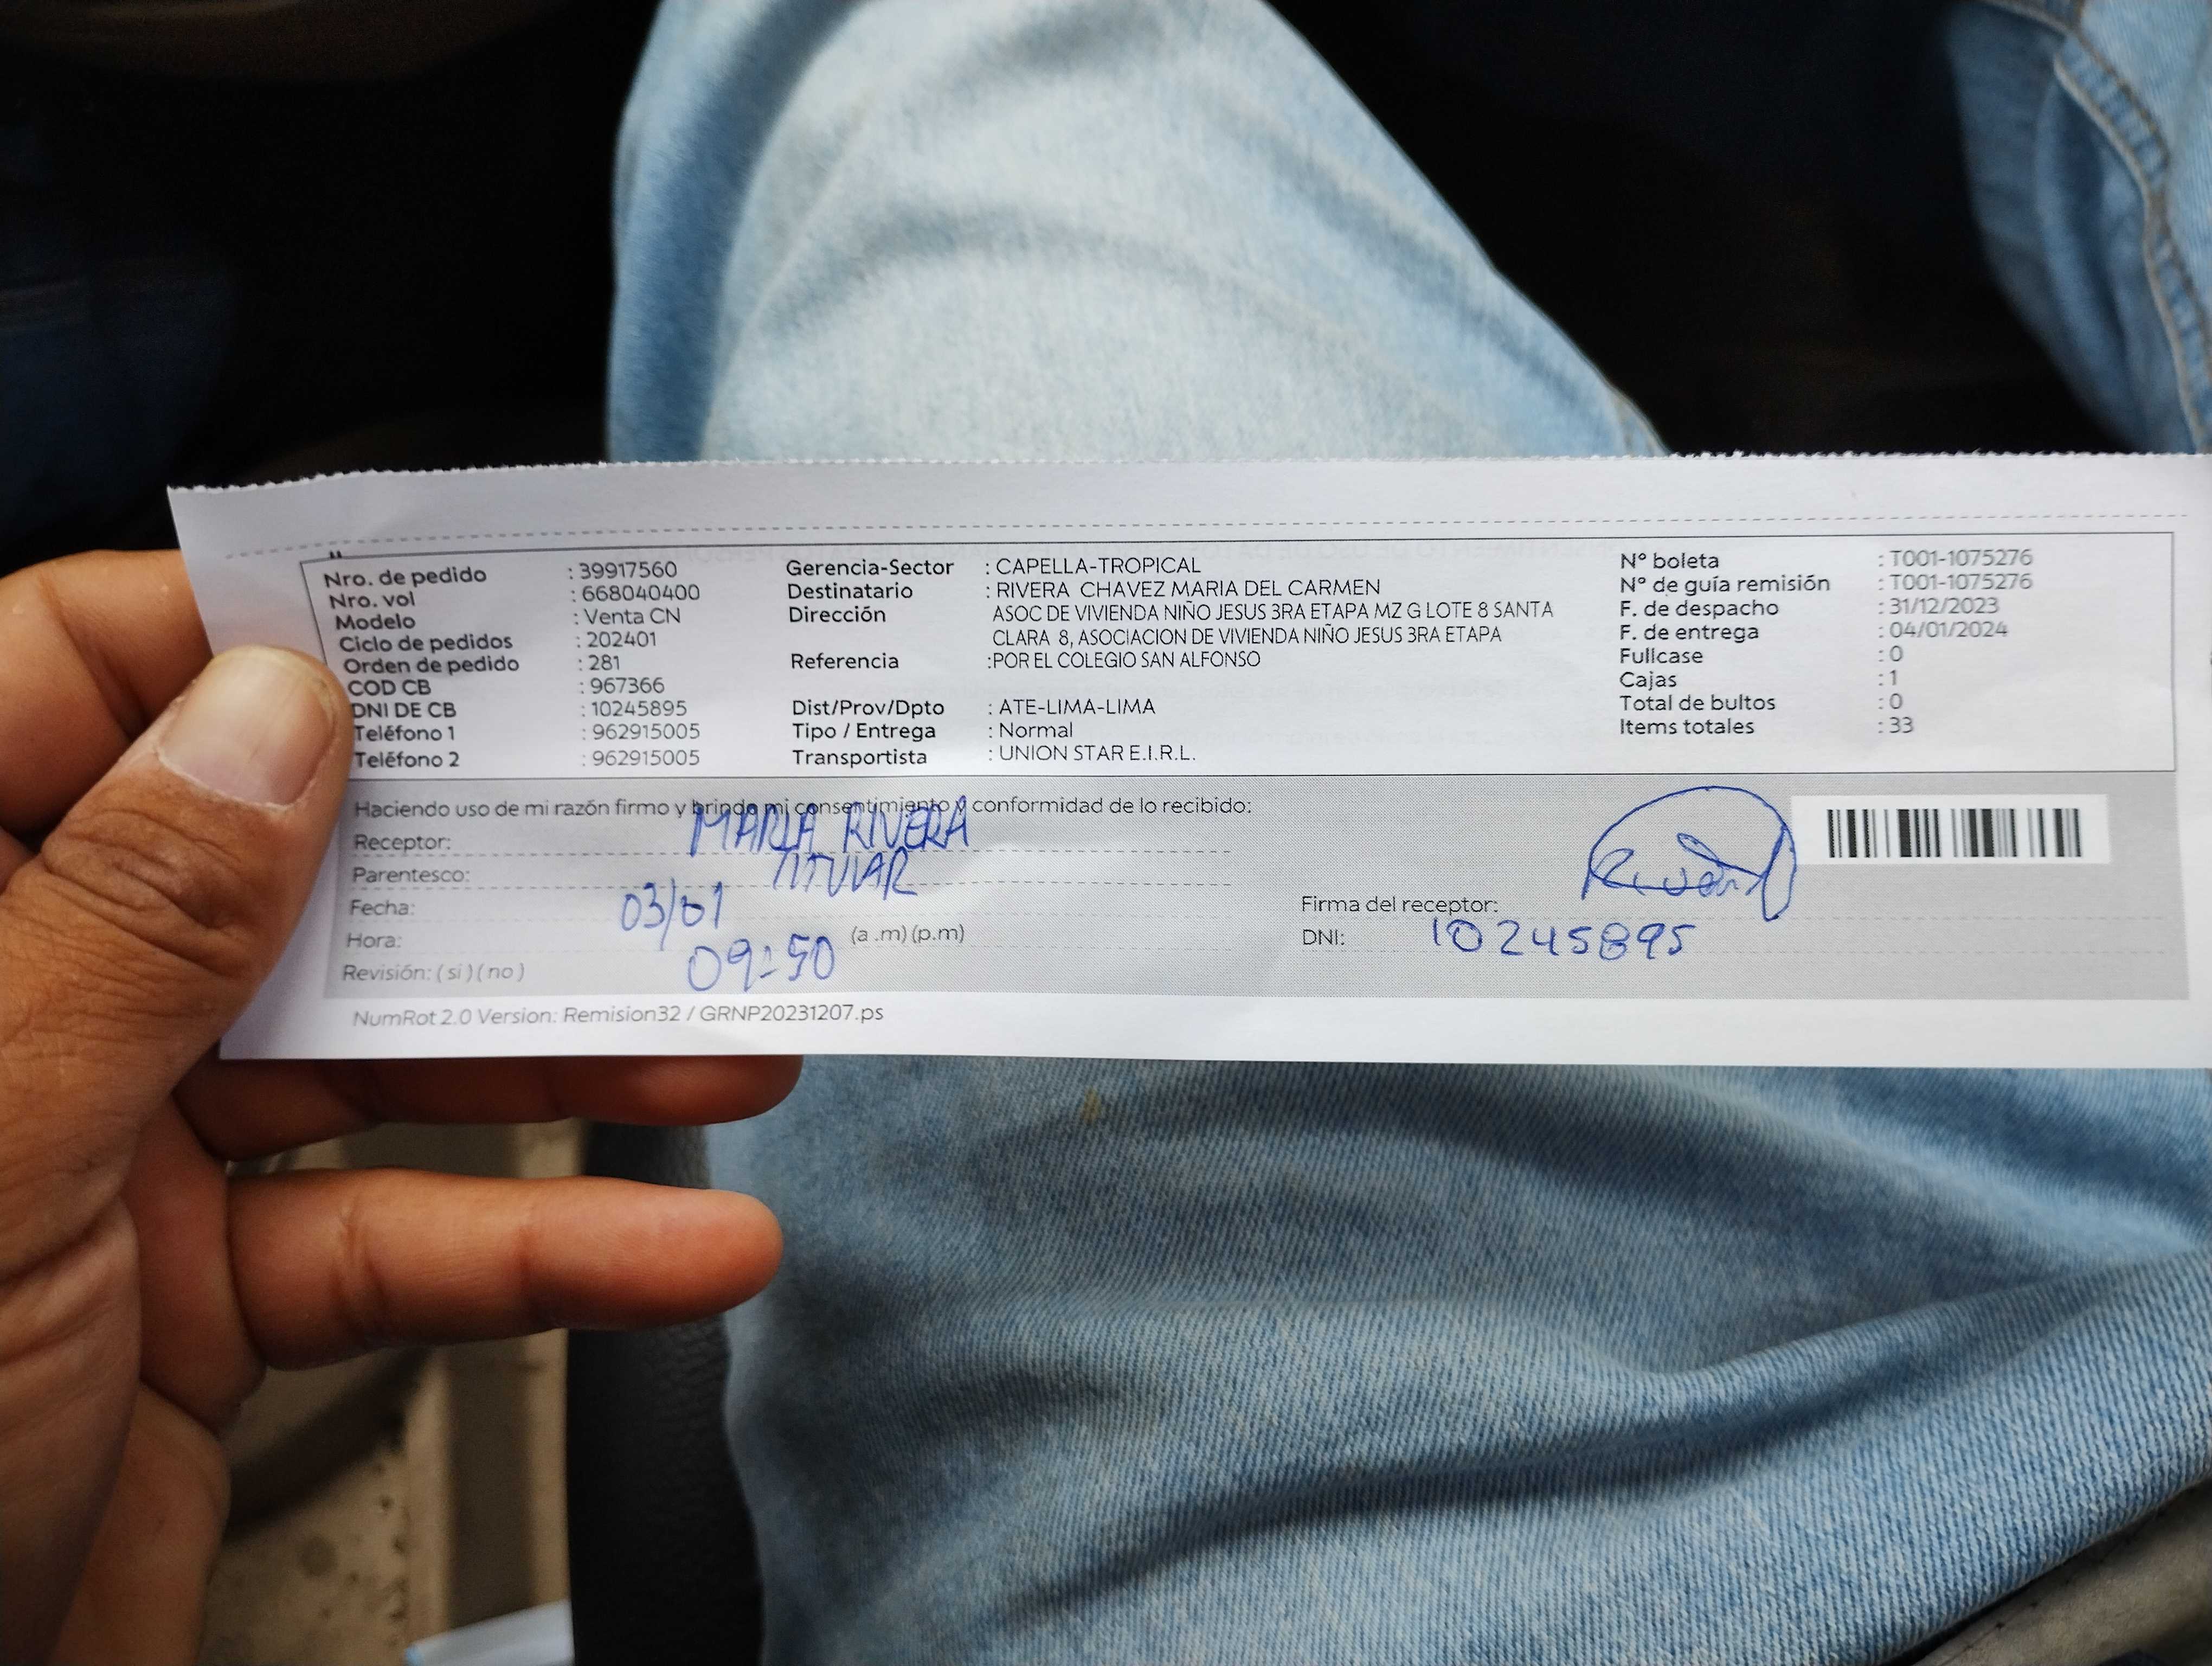 Nro. de pedido : 39917560
Nro. vol : 668040400
Modelo : Venta CN
Ciclo de pedidos : 202401
Orden de pedido : 281
COD CB : 967366
DNI DE CB : 10245895
Teléfono 1 : 962915005
Teléfono 2 : 962915005
Gerencia-Sector : CAPELLA-TROPICAL
Destinatario : RIVERA CHAVEZ MARIA DEL CARMEN
Dirección ASOC DE VIVIENDA NIÑO JESUS 3RA ETAPA MZ G LOTE 8 SANTA
CLARA 8, ASOCIACION DE VIVIENDA NIÑO JESUS 3RA ETAPA
Referencia :POR EL COLEGIO SAN ALFONSO
Dist/Prov/Dpto : ATE-LIMA-LIMA
Tipo / Entrega : Normal
Transportista : UNION STAR E.I.R.L.
N° boleta : T001-1075276
N° de guía remisión : T001-1075276
F. de despacho : 31/12/2023
F. de entrega : 04/01/2024
Fullcase : 0
Cajas : 1
Total de bultos : 0
Items totales : 33
Haciendo uso de mi razón firmo y brindo mi consentimiento y conformidad de lo recibido:
Receptor: MARIA RIVERA
Parentesco: TITULAR
Fecha: 03/01
Hora: 09:50 (a.m)(p.m)
Revisión: (si)(no)
Firma del receptor:
DNI: 10245895
NumRot 2.0 Version: Remision32 / GRNP20231207.ps